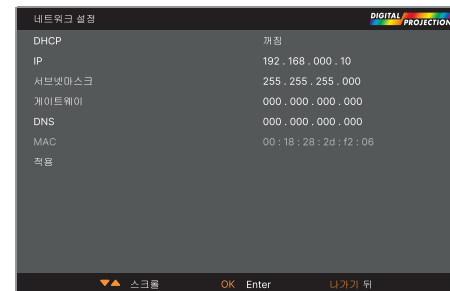 네트워크 설정
DIGITAL PROJECTION
DHCP 꺼짐
IP 192 . 168 . 000 . 10
서브넷마스크 255 . 255 . 255 . 000
게이트웨이 000 . 000 . 000 . 000
DNS 000 . 000 . 000 . 000
MAC 00 : 18 : 28 : 2d : f2 : 06
적용
스크롤 OK Enter 나가기 뒤